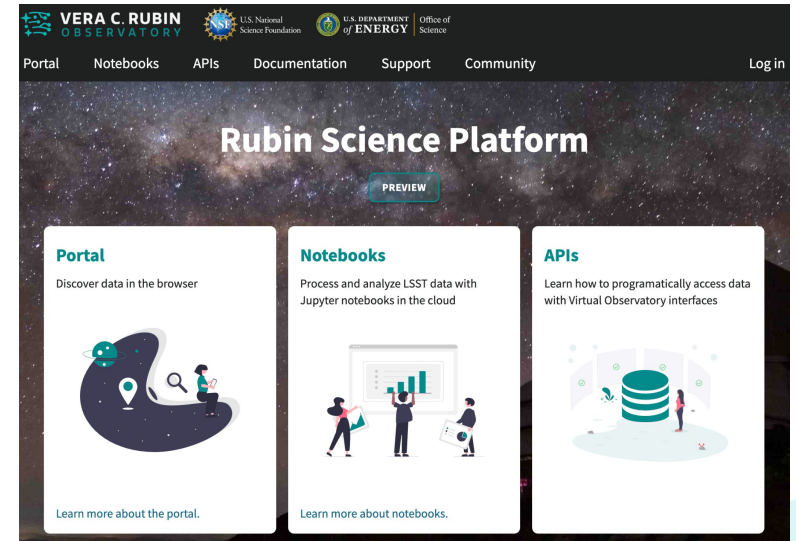 VERA C. RUBIN
OBSERVATORY
NSF
U.S. National
Science Foundation
U.S. DEPARTMENT
of ENERGY
Office of
Science
Portal Notebooks APIs Documentation Support Community Log in
Rubin Science Platform
PREVIEW
Portal
Discover data in the browser
Learn more about the portal.
Notebooks
Process and analyze LSST data with
Jupyter notebooks in the cloud
Learn more about notebooks.
APIs
Learn how to programatically access data
with Virtual Observatory interfaces